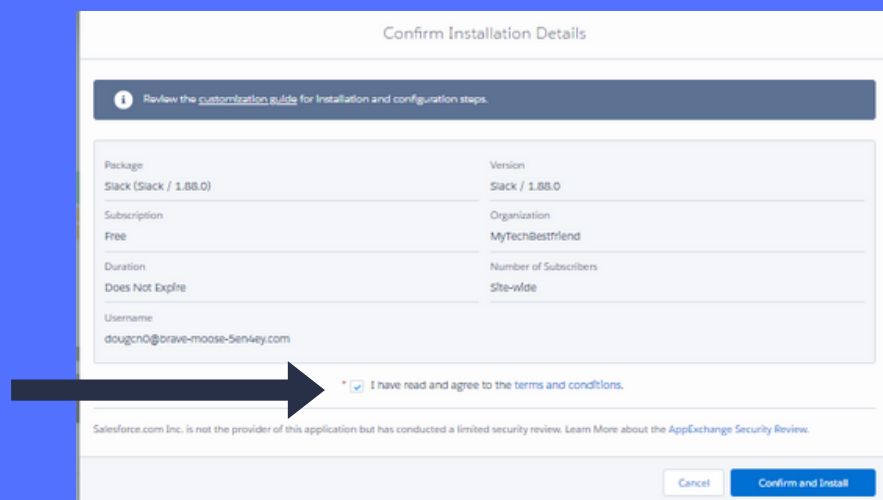 Confirm Installation Details
Review the customization guide for installation and configuration steps.
Package
Slack (Slack / 1.88.0)
Version
Slack / 1.88.0
Subscription
Free
Organization
MyTechBestfriend
Duration
Does Not Expire
Number of Subscribers
Site-wide
Username
dougcn0@brave-moose-5en4ey.com
* I have read and agree to the terms and conditions.
Salesforce.com Inc. is not the provider of this application but has conducted a limited security review. Learn More about the AppExchange Security Review.
Cancel
Confirm and Install